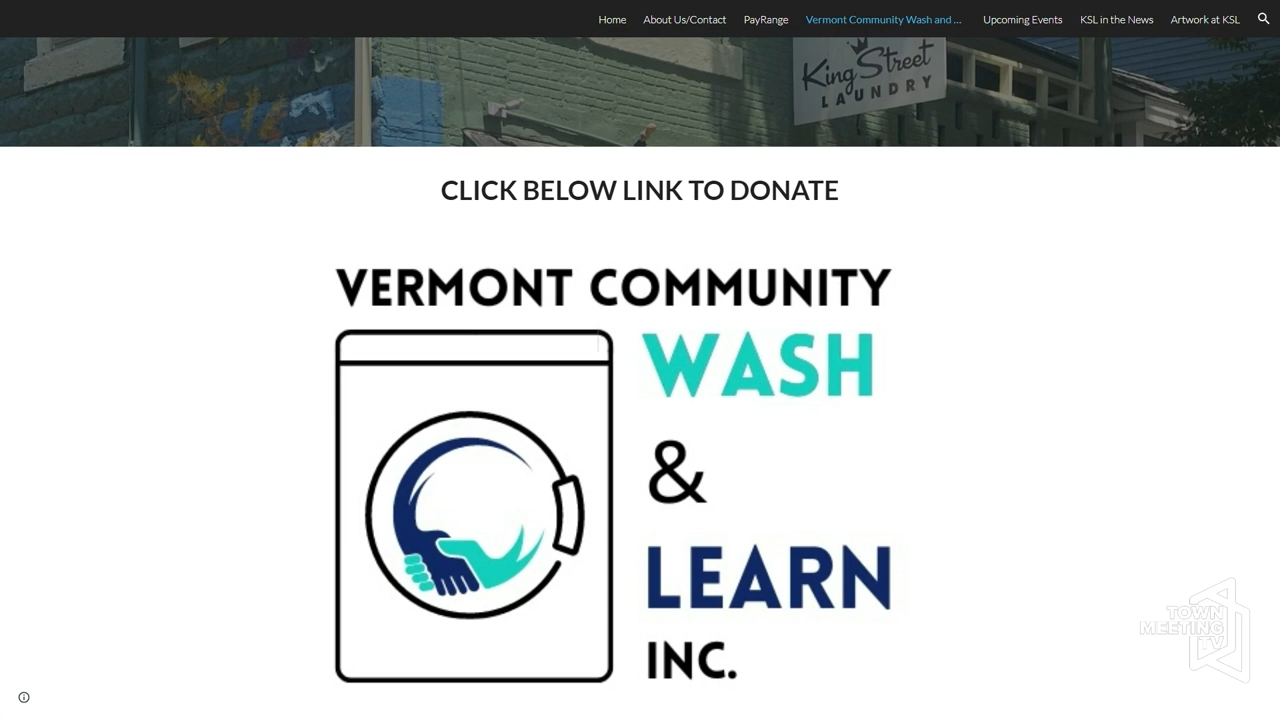 Home About Us/Contact PayRange Vermont Community Wash and ... Upcoming Events KSL in the News Artwork at KSL
King Street
LAUNDRY
CLICK BELOW LINK TO DONATE
VERMONT COMMUNITY
WASH
&
LEARN
INC.
TOWN
MEETING
TV